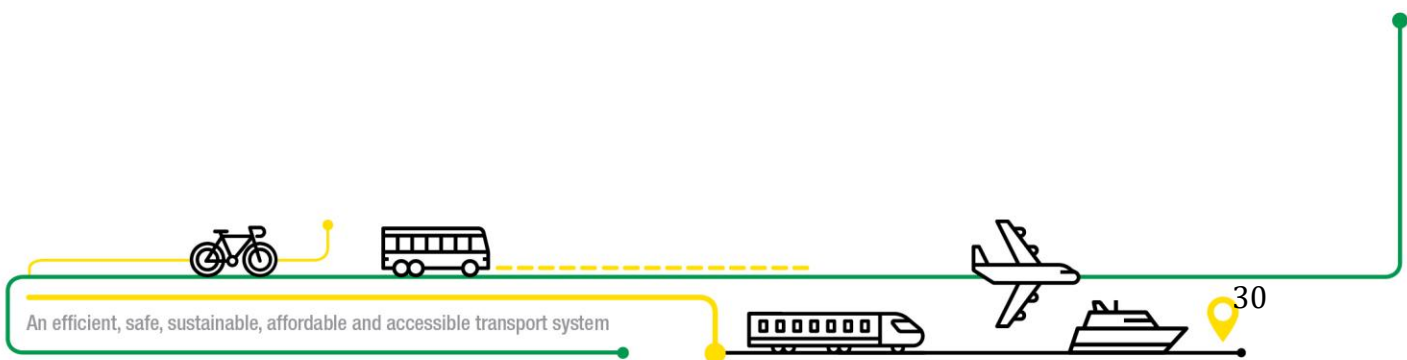 30
An efficient, safe, sustainable, affordable and accessible transport system